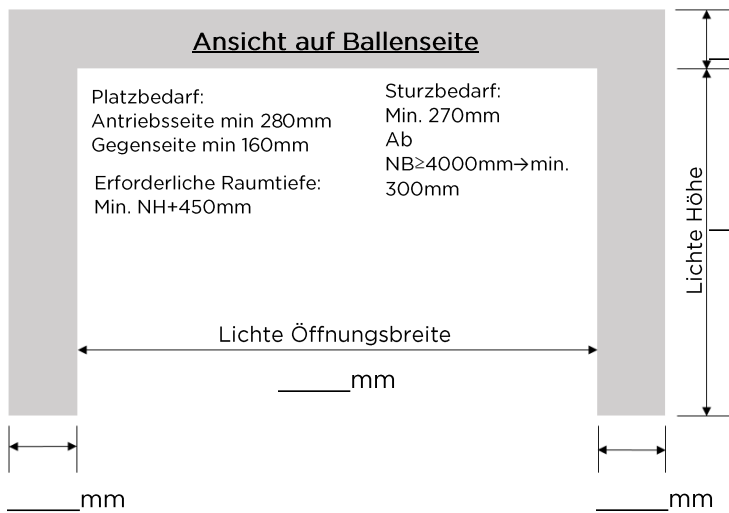 Ansicht auf Ballenseite
Platzbedarf:
Antriebsseite min 280mm
Gegenseite min 160mm
Erforderliche Raumtiefe:
Min. NH+450mm
Sturzbedarf:
Min. 270mm
Ab
NB≥4000mm→min.
300mm
Lichte Höhe
Lichte Öffnungsbreite
______mm
______mm
______mm